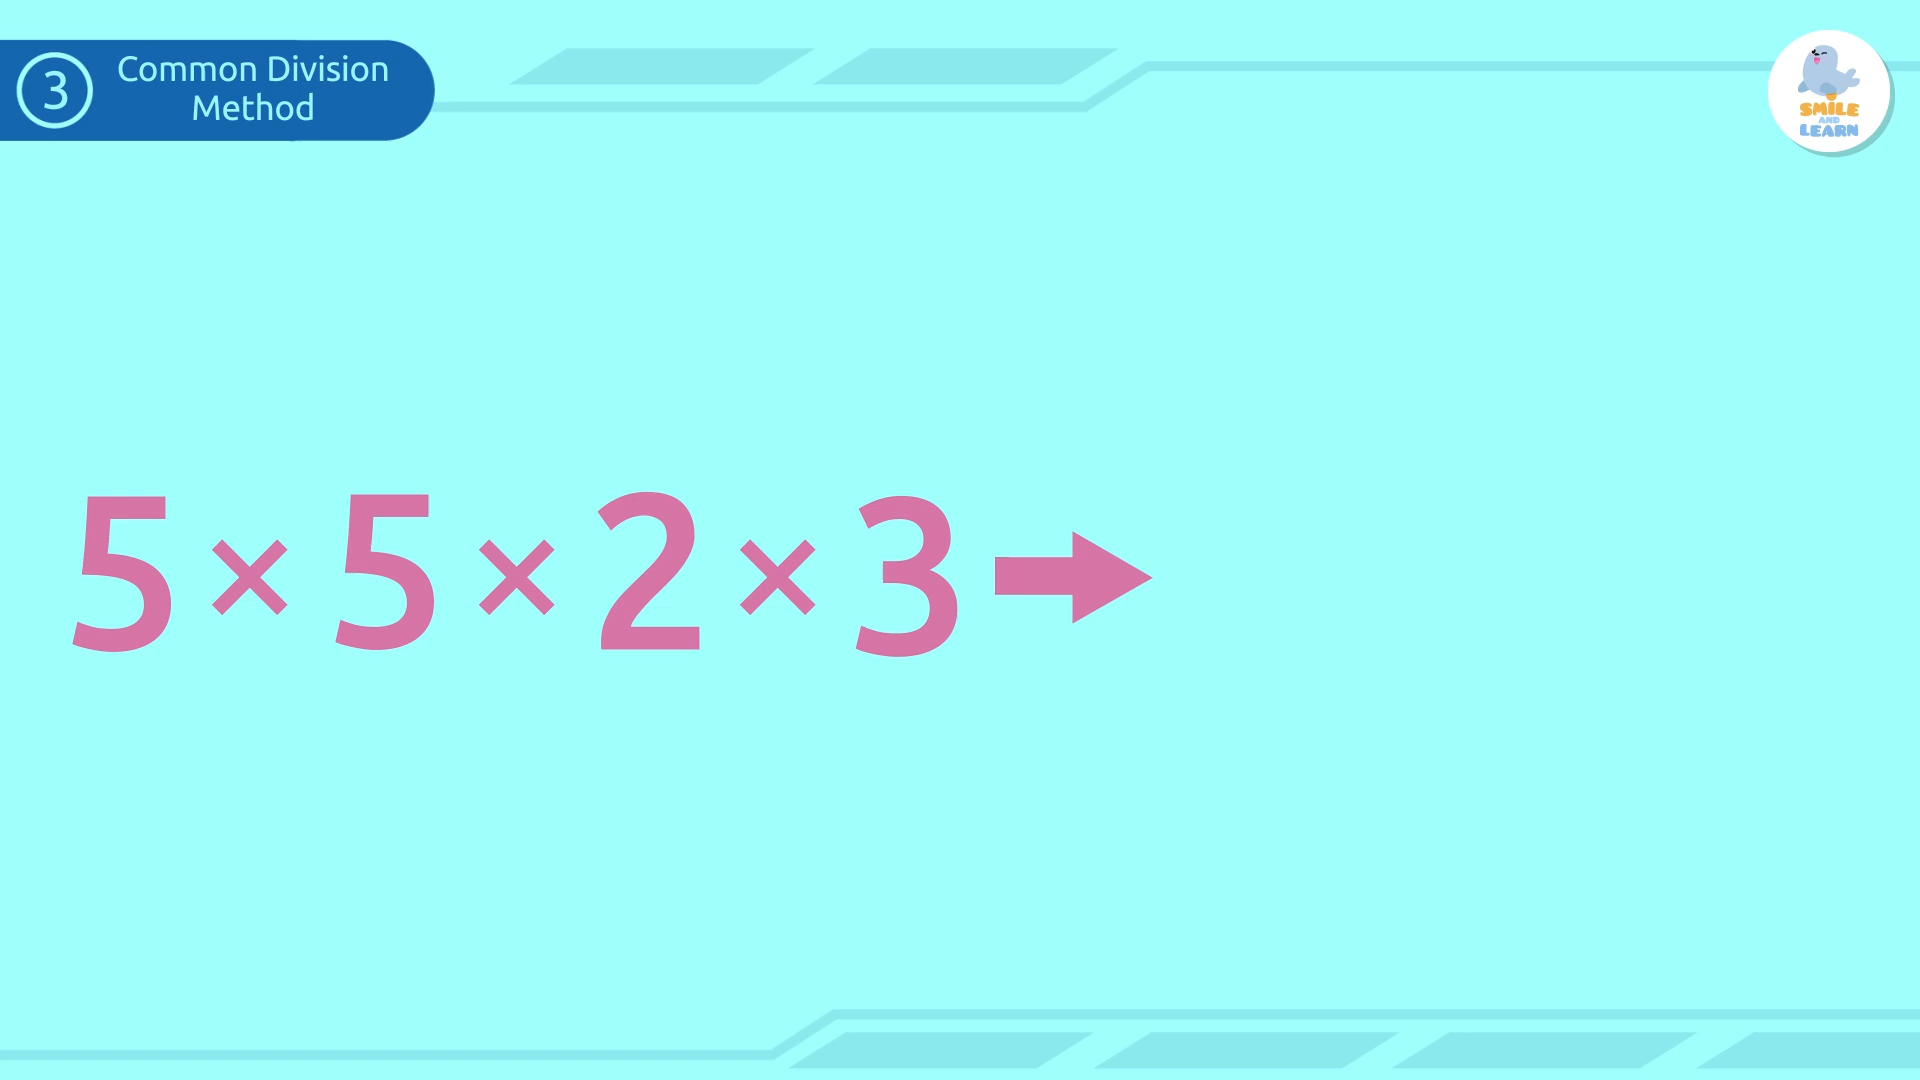 3
Common Division
Method
SMILE
AND
LEARN
5×5×2×3